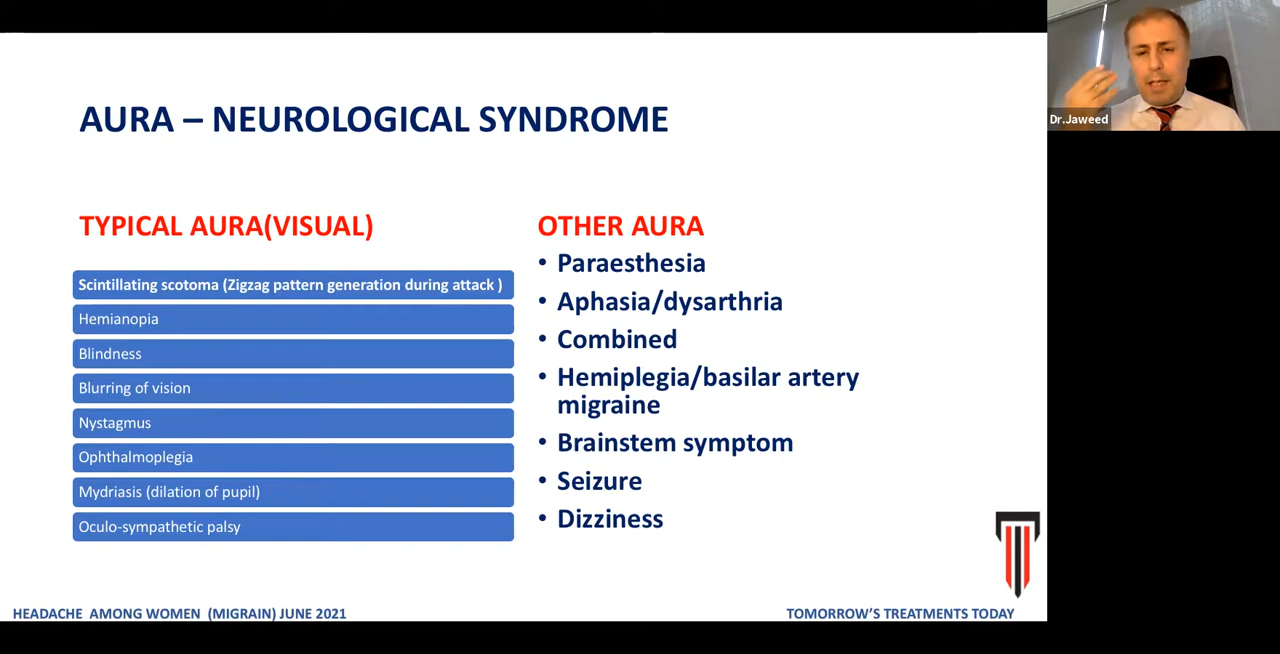 AURA – NEUROLOGICAL SYNDROME
TYPICAL AURA(VISUAL)
Scintillating scotoma (Zigzag pattern generation during attack )
Hemianopia
Blindness
Blurring of vision
Nystagmus
Ophthalmoplegia
Mydriasis (dilation of pupil)
Oculo-sympathetic palsy
OTHER AURA
• Paraesthesia
• Aphasia/dysarthria
• Combined
• Hemiplegia/basilar artery
migraine
• Brainstem symptom
• Seizure
• Dizziness
HEADACHE AMONG WOMEN (MIGRAIN) JUNE 2021
TOMORROW'S TREATMENTS TODAY
Dr.Jaweed